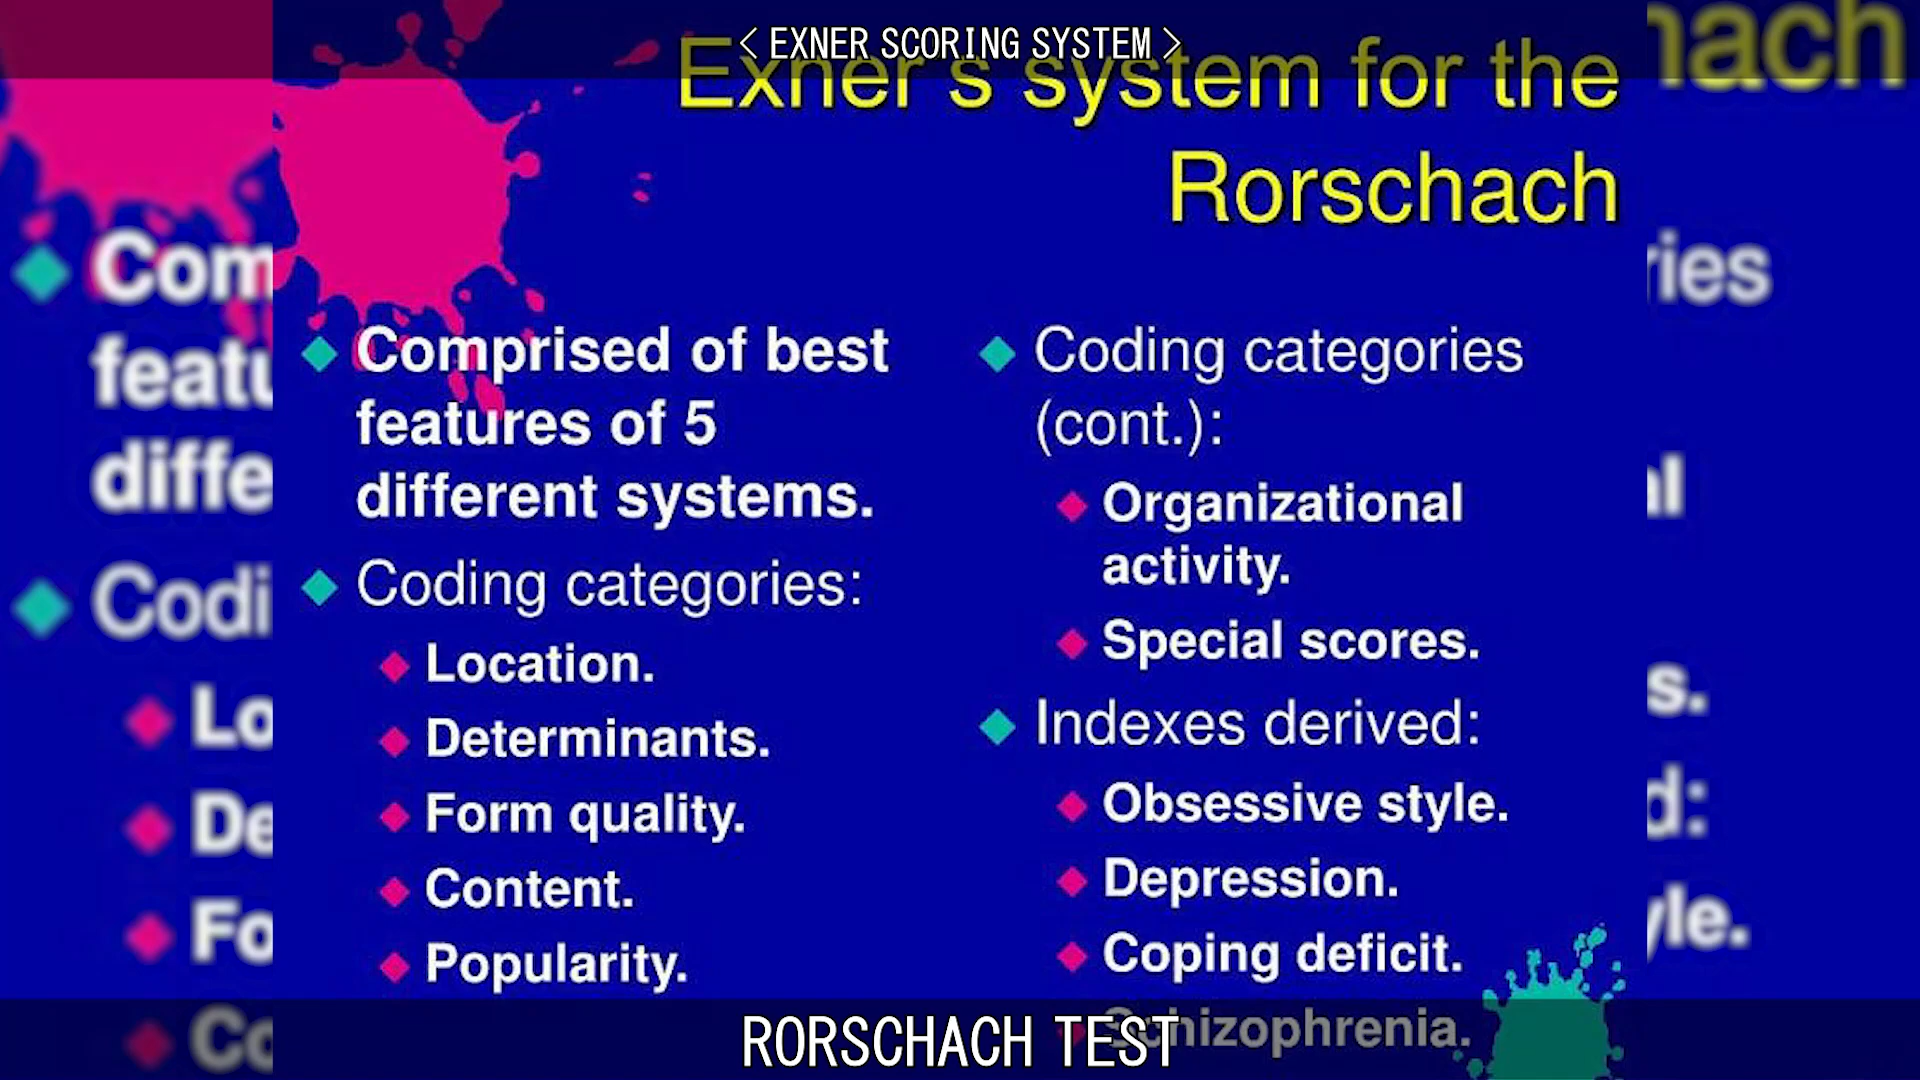 < EXNER SCORING SYSTEM >
Exner's system for the
Rorschach
Comprised of best
features of 5
different systems.
Coding categories:
Location.
Determinants.
Form quality.
Content.
Popularity.
Coding categories
(cont.):
Organizational
activity.
Special scores.
Indexes derived:
Obsessive style.
Depression.
Coping deficit.
Schizophrenia.
RORSCHACH TEST